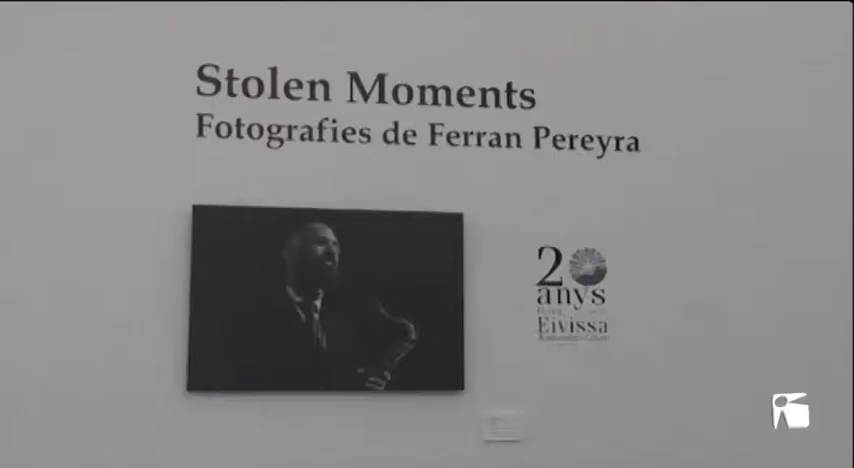 Stolen Moments
Fotografies de Ferran Pereyra
20
anys
Eivissa